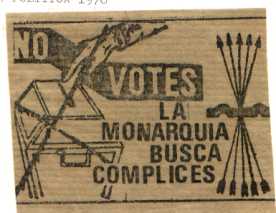 NO
VOTES
LA
MONARQUIA
BUSCA
COMPLICES